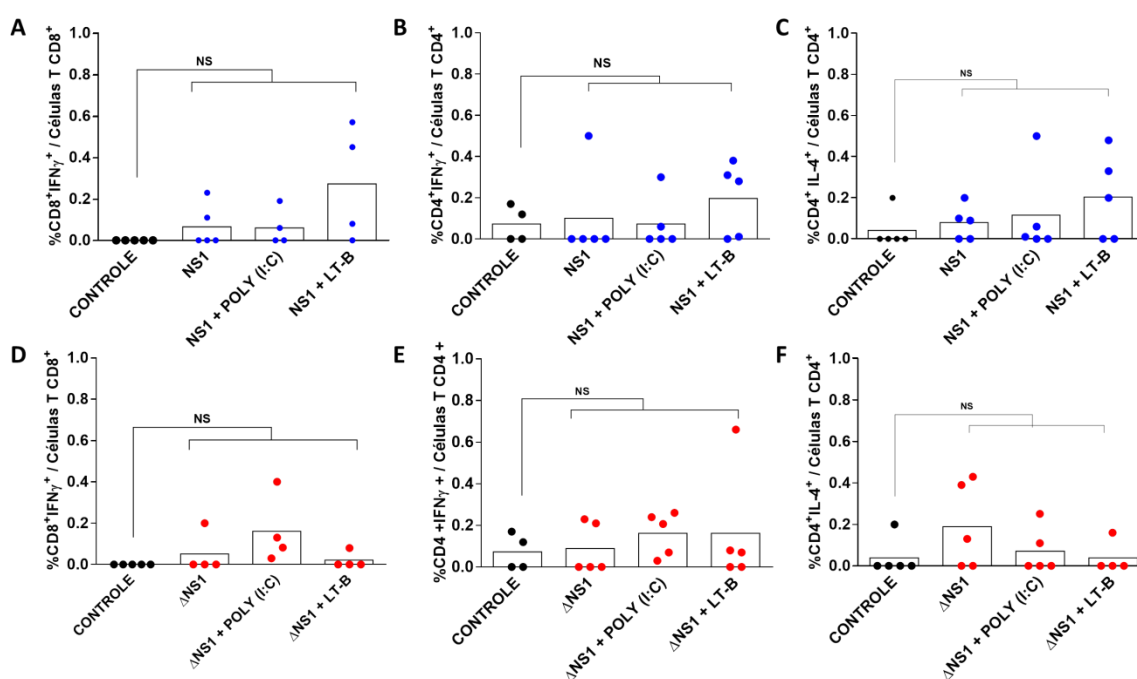 A
%CD8⁺IFNγ⁺ / Células T CD8⁺
1.0
0.8
0.6
0.4
0.2
0.0
NS
CONTROLE
NS1
NS1 + POLY (I:C)
NS1 + LT-B
B
%CD4⁺IFNγ⁺ / Células T CD4⁺
1.0
0.8
0.6
0.4
0.2
0.0
NS
CONTROLE
NS1
NS1 + POLY (I:C)
NS1 + LT-B
C
%CD4⁺ IL-4⁺ / Células T CD4⁺
1.0
0.8
0.6
0.4
0.2
0.0
NS
CONTROLE
NS1
NS1 + POLY (I:C)
NS1 + LT-B
D
%CD8⁺IFNγ⁺ / Células T CD8⁺
1.0
0.8
0.6
0.4
0.2
0.0
NS
CONTROLE
ΔNS1
ΔNS1 + POLY (I:C)
ΔNS1 + LT-B
E
%CD4 +IFNγ + / Células T CD4 +
1.0
0.8
0.6
0.4
0.2
0.0
NS
CONTROLE
ΔNS1
ΔNS1 + POLY (I:C)
ΔNS1 + LT-B
F
%CD4⁺IL-4⁺ / Células T CD4⁺
1.0
0.8
0.6
0.4
0.2
0.0
NS
CONTROLE
ΔNS1
ΔNS1 + POLY (I:C)
ΔNS1 + LT-B